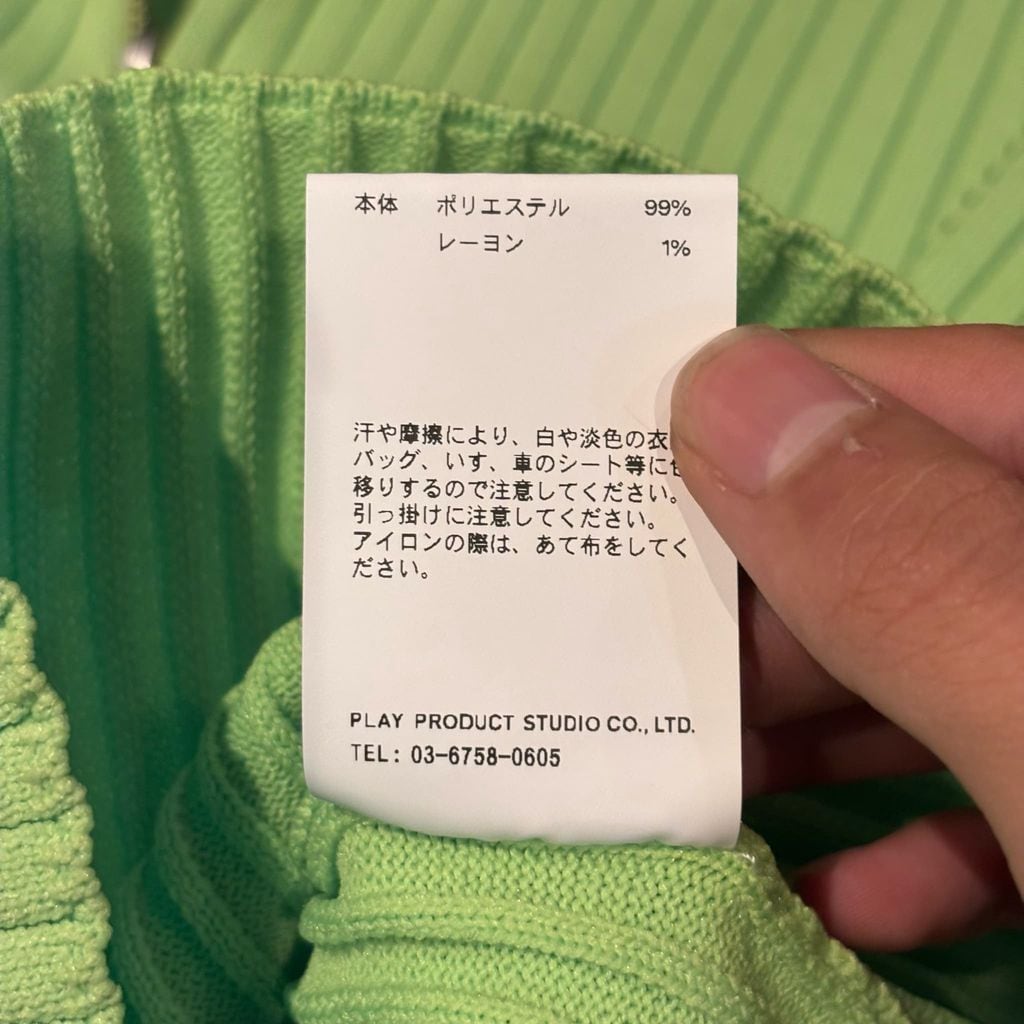 本体 ポリエステル 99%
レーヨン 1%
汗や摩擦により、白や淡色の衣
バッグ、いす、車のシート等に
移りするので注意してください。
引っ掛けに注意してください。
アイロンの際は、あて布をしてく
ださい。
PLAY PRODUCT STUDIO CO., LTD.
TEL: 03-6758-0605